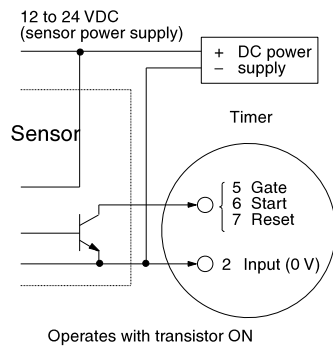 12 to 24 VDC
(sensor power supply)
+ DC power
− supply
Timer
Sensor
5 Gate
6 Start
7 Reset
2 Input (0 V)
Operates with transistor ON